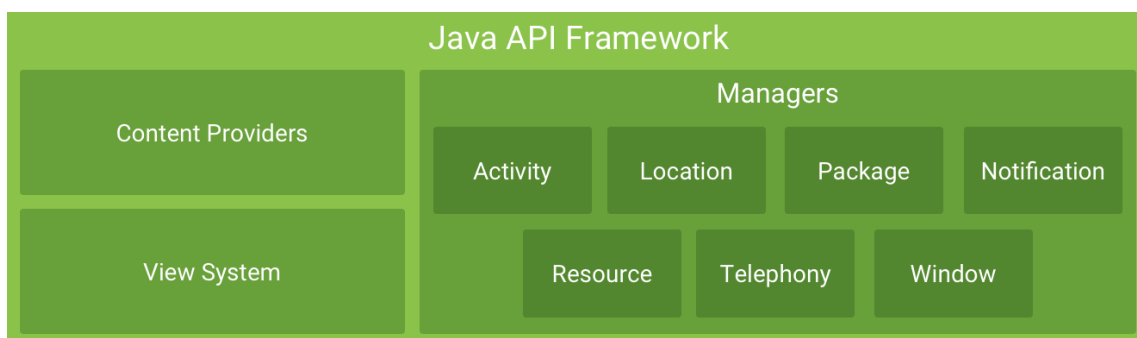 Java API Framework
Content Providers
View System
Managers
Activity
Location
Package
Notification
Resource
Telephony
Window